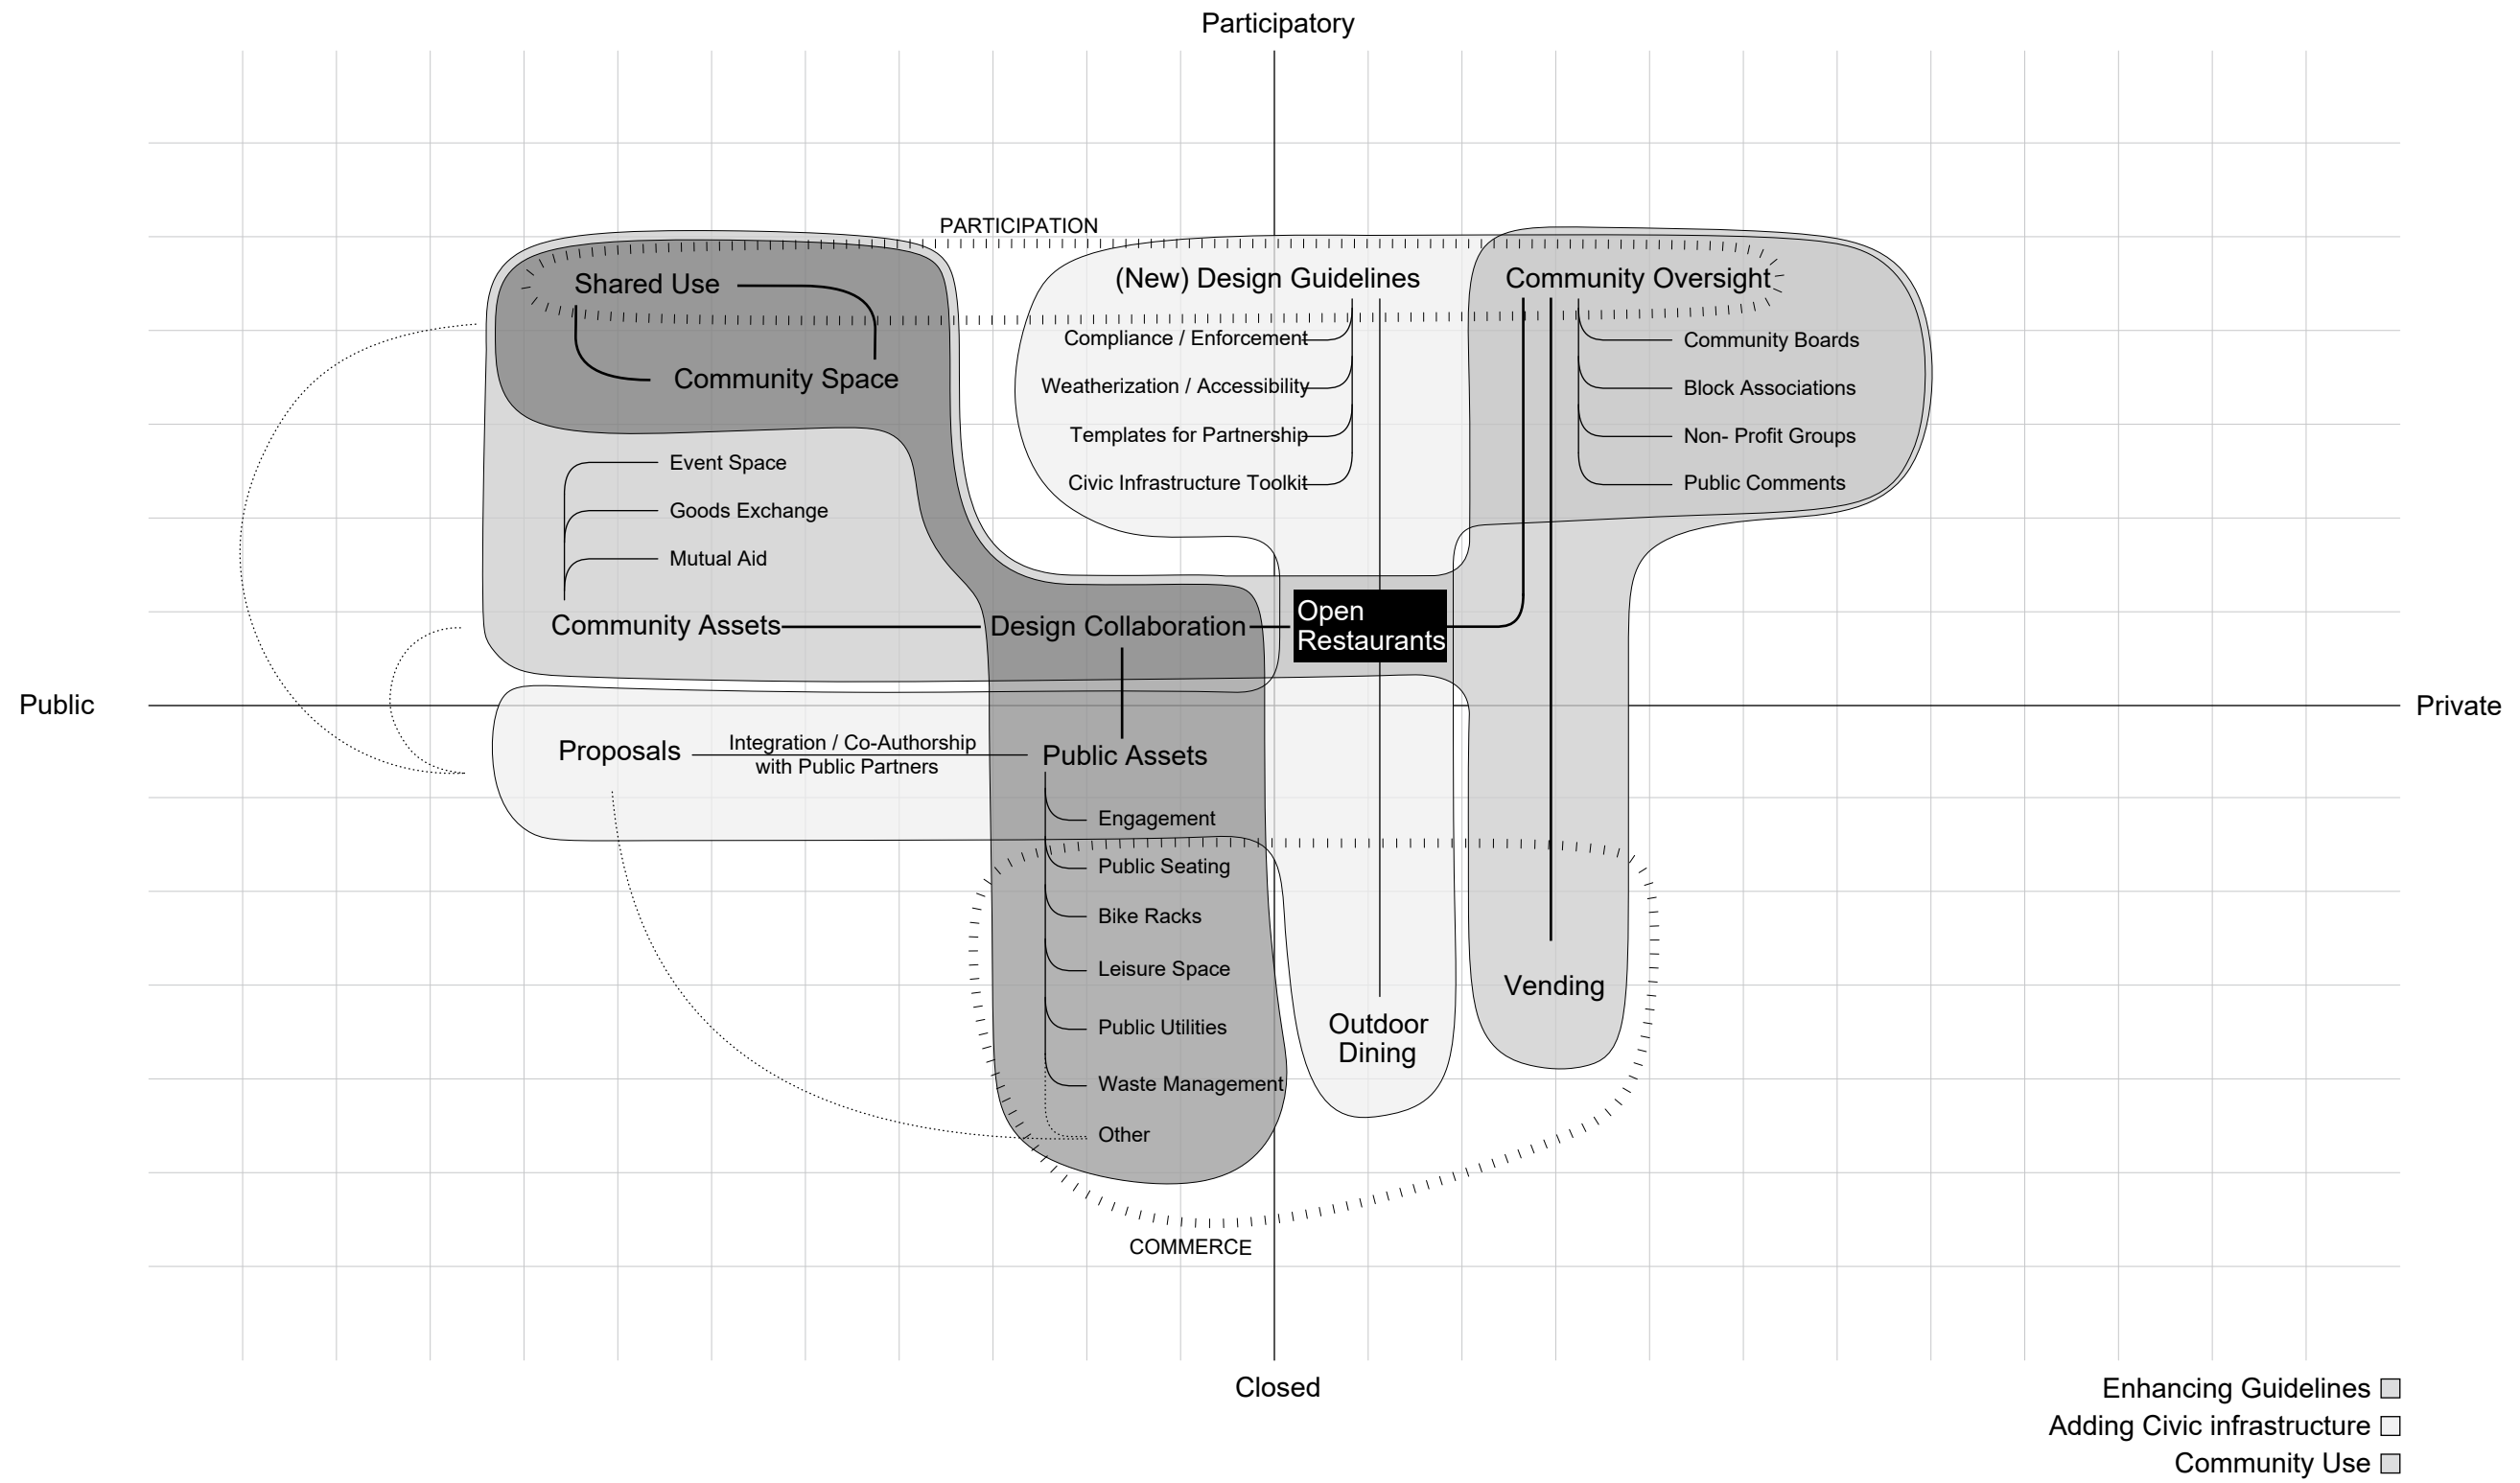 Participatory
PARTICIPATION
Shared Use
Community Space
(New) Design Guidelines
Compliance / Enforcement
Weatherization / Accessibility
Templates for Partnership
Civic Infrastructure Toolkit
Community Oversight
Community Boards
Block Associations
Non- Profit Groups
Public Comments
Event Space
Goods Exchange
Mutual Aid
Community Assets
Design Collaboration
Open
Restaurants
Public
Private
Proposals
Integration / Co-Authorship
with Public Partners
Public Assets
Engagement
Public Seating
Bike Racks
Leisure Space
Public Utilities
Waste Management
Other
Outdoor
Dining
Vending
COMMERCE
Closed
Enhancing Guidelines
Adding Civic infrastructure
Community Use